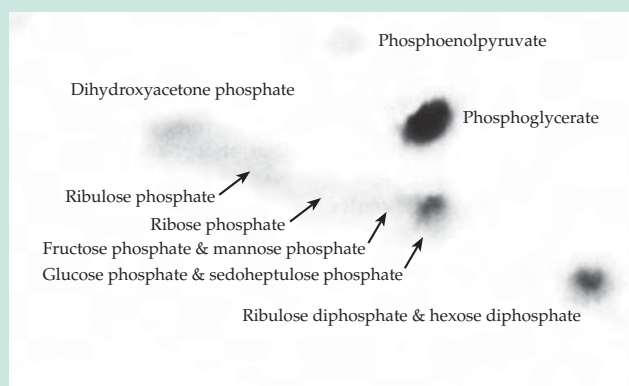 Phosphoenolpyruvate
Dihydroxyacetone phosphate
Phosphoglycerate
Ribulose phosphate
Ribose phosphate
Fructose phosphate & mannose phosphate
Glucose phosphate & sedoheptulose phosphate
Ribulose diphosphate & hexose diphosphate